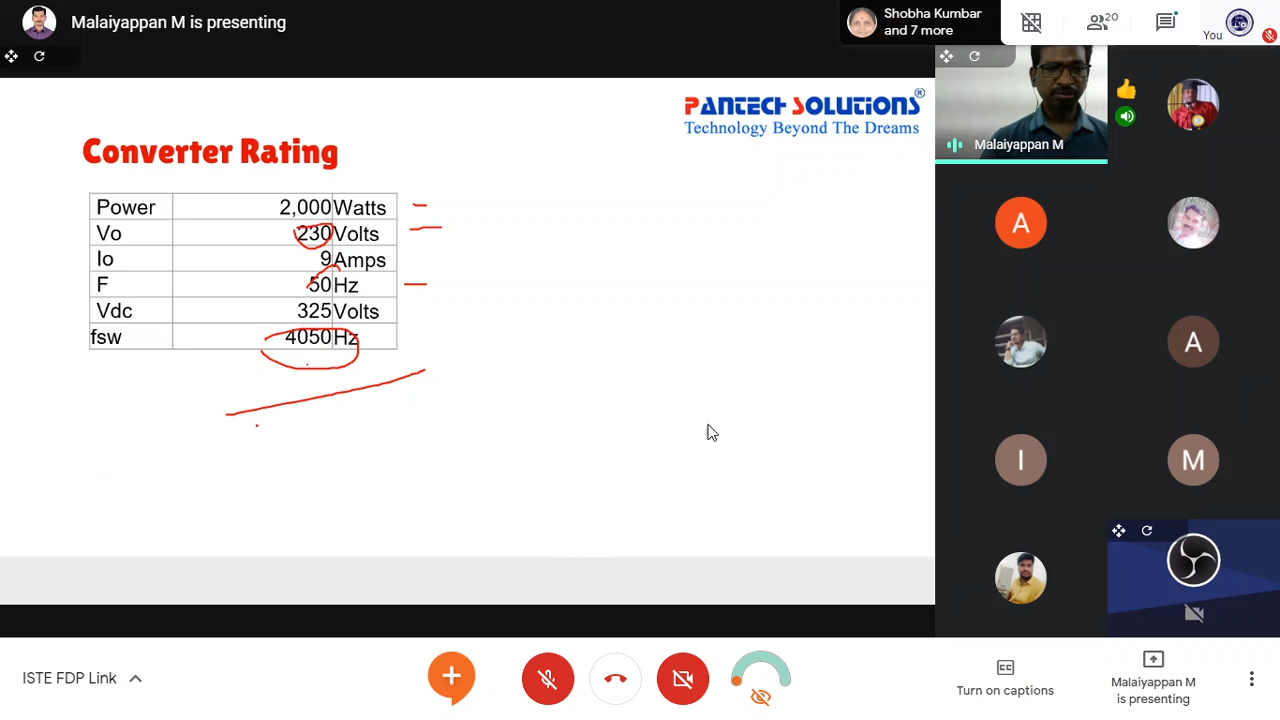 Malaiyappan M is presenting
Shobha Kumbar
and 7 more
20
You
PANTECH SOLUTIONS®
Technology Beyond The Dreams
Converter Rating
Power 2,000 Watts
Vo 230 Volts
Io 9 Amps
F 50 Hz
Vdc 325 Volts
fsw 4050 Hz
Malaiyappan M
A
A
I
M
ISTE FDP Link
CC
Turn on captions
Malaiyappan M
is presenting